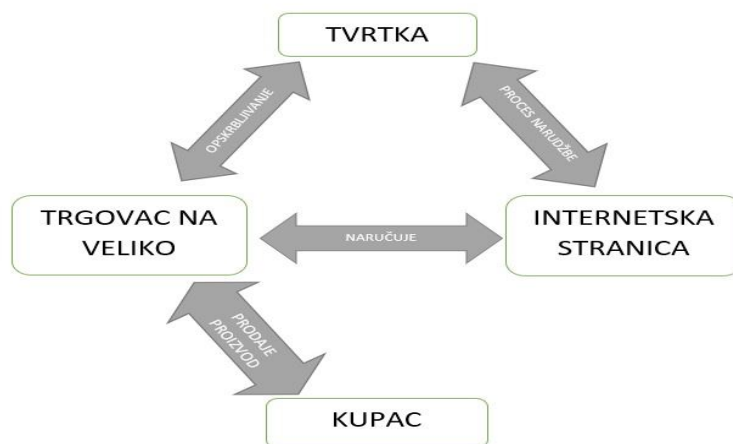 TVRTKA
OPSKRBLJIVANJE
PROCES NARUDŽBE
TRGOVAC NA
VELIKO
NARUČUJE
INTERNETSKA
STRANICA
PRODAJE
PROIZVOD
KUPAC